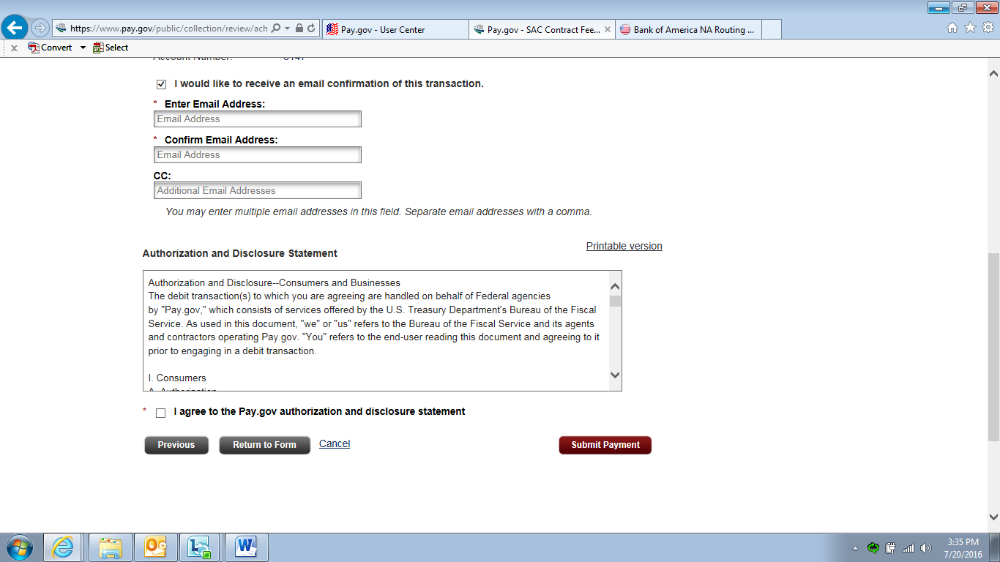 https://www.pay.gov/public/collection/review/ach
Pay.gov - User Center
Pay.gov - SAC Contract Fee...
Bank of America NA Routing ...
x Convert Select
Account Number:
I would like to receive an email confirmation of this transaction.
* Enter Email Address:
Email Address
* Confirm Email Address:
Email Address
CC:
Additional Email Addresses
You may enter multiple email addresses in this field. Separate email addresses with a comma.
Printable version
Authorization and Disclosure Statement
Authorization and Disclosure--Consumers and Businesses
The debit transaction(s) to which you are agreeing are handled on behalf of Federal agencies
by "Pay.gov," which consists of services offered by the U.S. Treasury Department's Bureau of the Fiscal
Service. As used in this document, "we" or "us" refers to the Bureau of the Fiscal Service and its agents
and contractors operating Pay.gov. "You" refers to the end-user reading this document and agreeing to it
prior to engaging in a debit transaction.
I. Consumers
A. Authorization
* I agree to the Pay.gov authorization and disclosure statement
Previous Return to Form Cancel Submit Payment
3:35 PM
7/20/2016